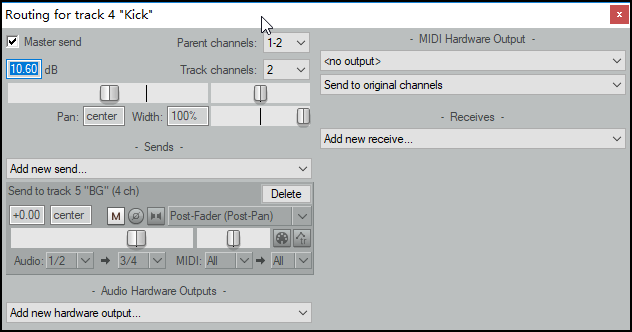 Routing for track 4 "Kick"
Master send
Parent channels: 1-2
10.60 dB
Track channels: 2
Pan: center Width: 100%
- Sends -
Add new send...
Send to track 5 "BG" (4 ch)
Delete
+0.00 center M Post-Fader (Post-Pan)
Audio: 1/2 3/4 MIDI: All All
- Audio Hardware Outputs -
Add new hardware output...
- MIDI Hardware Output -
<no output>
Send to original channels
- Receives -
Add new receive...